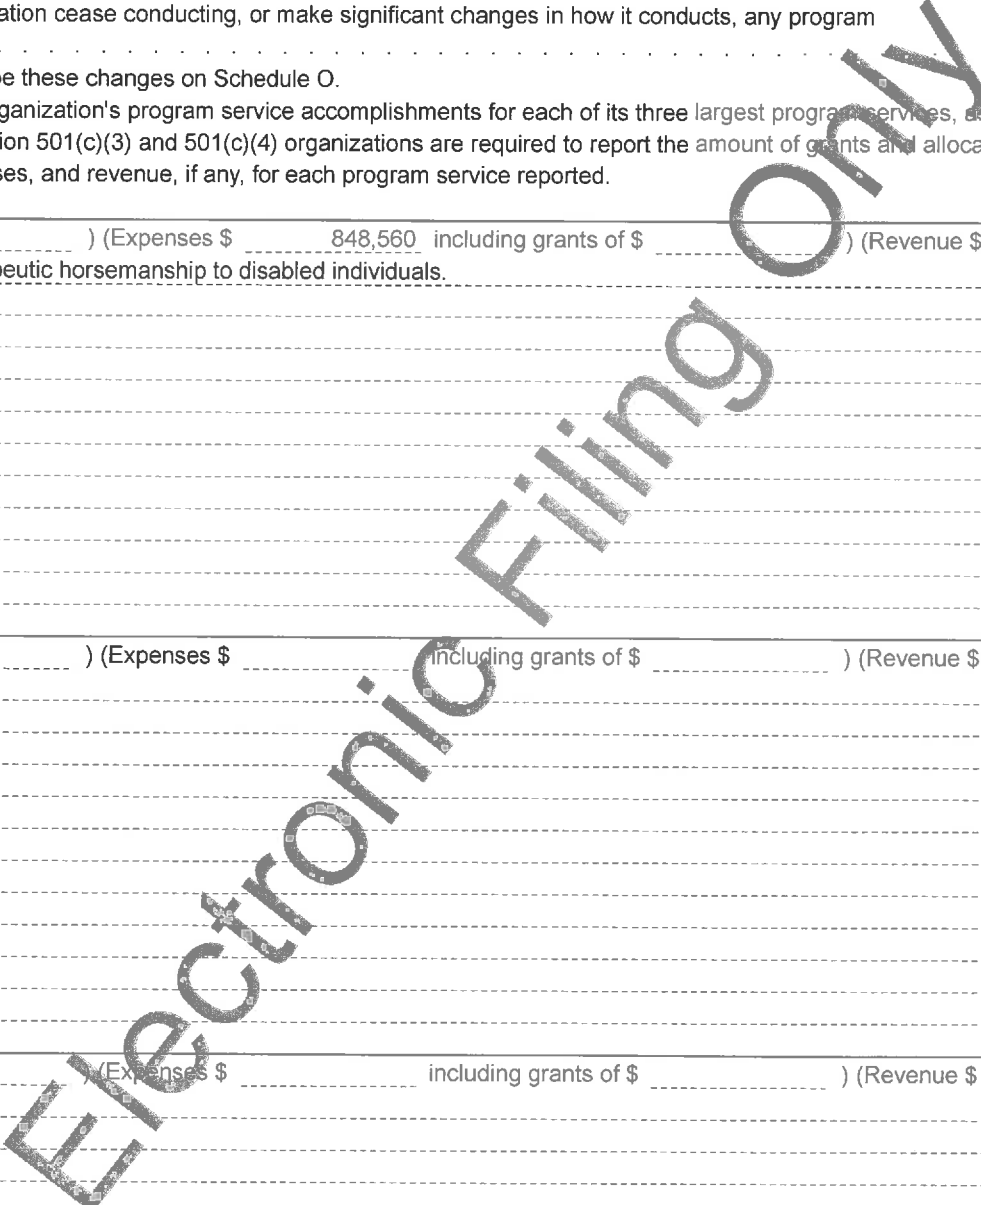 ation cease conducting, or make significant changes in how it conducts, any program
. . . . . . . . . . . . . . . . . . . . . . . . . . . . . . . .
e these changes on Schedule O.
ganization's program service accomplishments for each of its three largest program services, a
ion 501(c)(3) and 501(c)(4) organizations are required to report the amount of grants and alloca
ses, and revenue, if any, for each program service reported.
) (Expenses $ 848,560 including grants of $ ) (Revenue $
peutic horsemanship to disabled individuals.
) (Expenses $ including grants of $ ) (Revenue $
) (Expenses $ including grants of $ ) (Revenue $
Electronic Filing Only